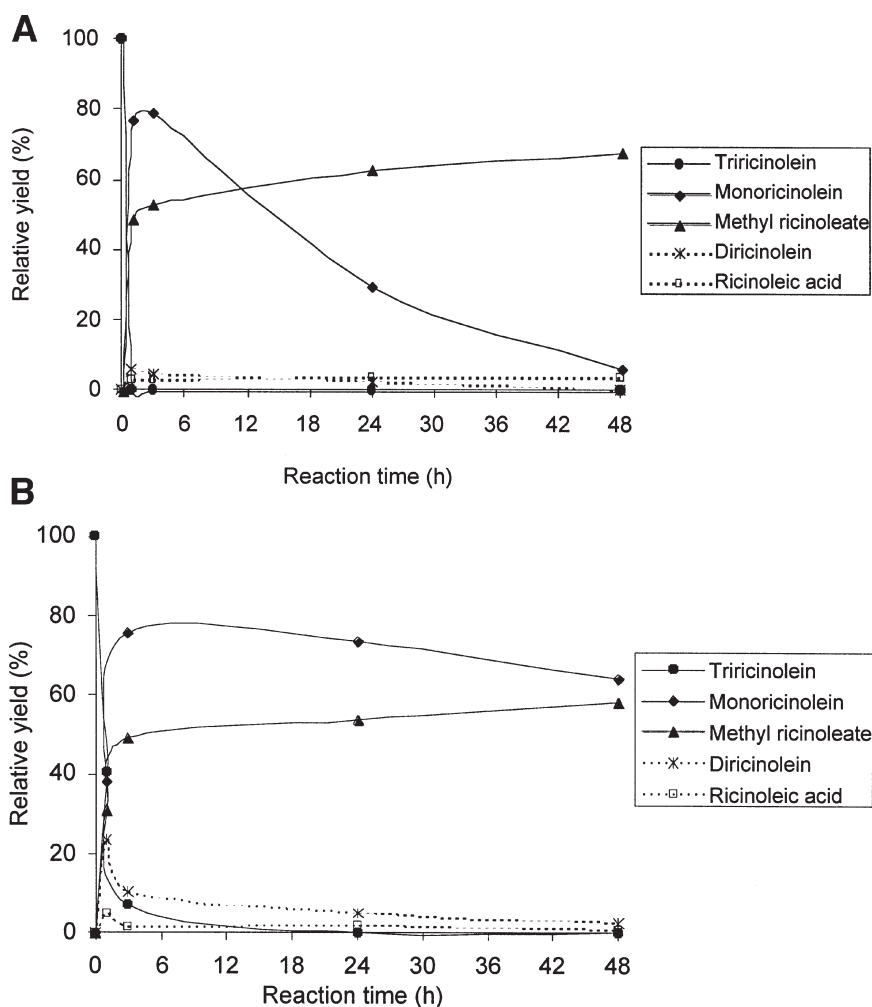 A
Relative yield (%)
100
80
60
40
20
0
0 6 12 18 24 30 36 42 48
Reaction time (h)
Triricinolein
Monoricinolein
Methyl ricinoleate
Diricinolein
Ricinoleic acid
B
Relative yield (%)
100
80
60
40
20
0
0 6 12 18 24 30 36 42 48
Reaction time (h)
Triricinolein
Monoricinolein
Methyl ricinoleate
Diricinolein
Ricinoleic acid